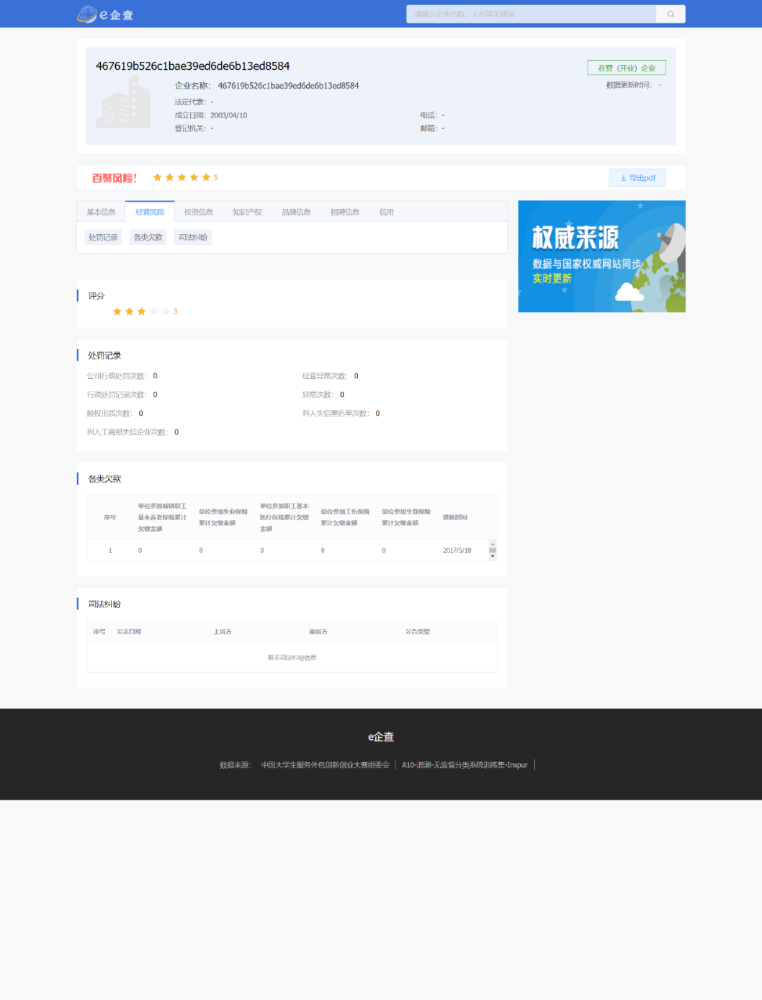 e企查
请输入企业名称、人名等关键词
467619b526c1bae39ed6de6b13ed8584
在营（开业）企业
企业名称： 467619b526c1bae39ed6de6b13ed8584
数据更新时间： -
法定代表： -
成立日期： 2003/04/10
电话： -
登记机关： -
邮箱： -
百聚风险!
5
导出pdf
基本信息 经营风险 投资信息 知识产权 品牌信息 招聘信息 信用
处罚记录 各类欠款 司法纠纷
权威来源
数据与国家权威网站同步
实时更新
评分
3
处罚记录
公司行政处罚次数： 0 经营异常次数： 0
行政处罚记录次数： 0 异常次数： 0
股权出质次数： 0 列入失信黑名单次数： 0
列入工商部失信企业次数： 0
各类欠款
序号 单位参加城镇职工基本养老保险累计欠缴金额 单位参加失业保险累计欠缴金额 单位参加职工基本医疗保险累计欠缴金额 单位参加工伤保险累计欠缴金额 单位参加生育保险累计欠缴金额 更新时间
1 0 0 0 0 0 2017/5/18
司法纠纷
序号 公示日期 上诉方 被诉方 公告类型
暂无司法纠纷信息
e企查
数据来源： 中国大学生服务外包创新创业大赛组委会 A10-浪潮-无监督分类系统训练集-Inspur